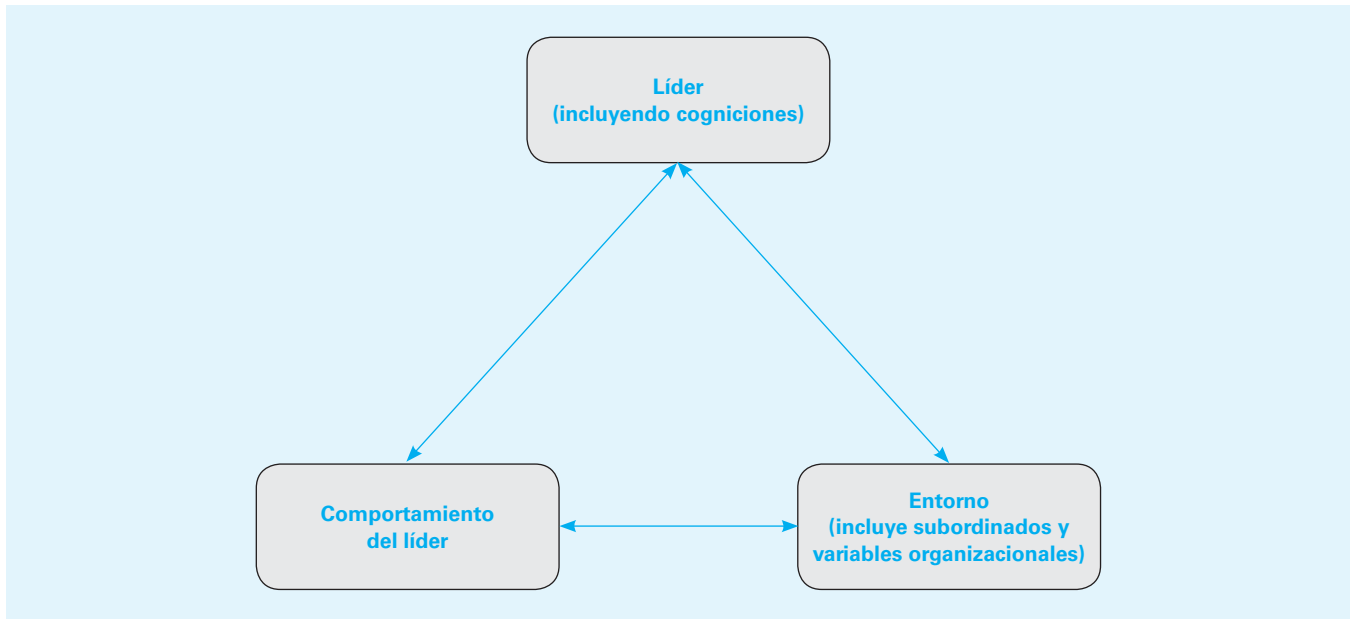 Líder
(incluyendo cogniciones)
Comportamiento
del líder
Entorno
(incluye subordinados y
variables organizacionales)